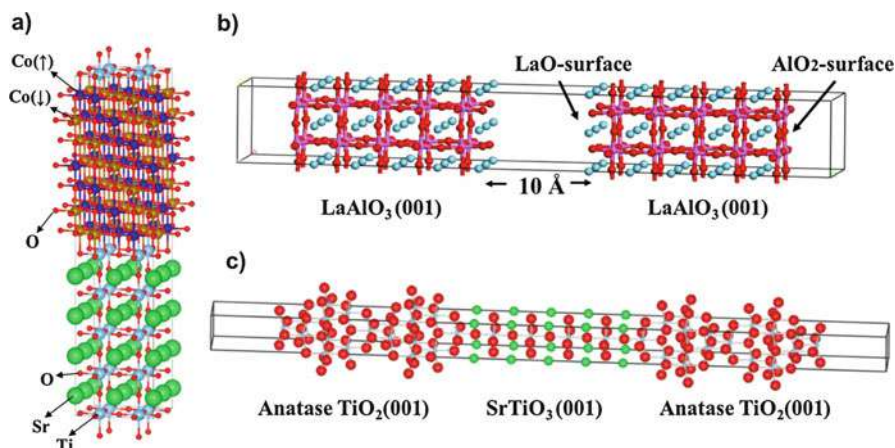 a)
Co(↑)
Co(↓)
O
O
Sr
Ti
b)
LaO-surface
AlO2-surface
10 Å
LaAlO3(001)
LaAlO3(001)
c)
Anatase TiO2(001)
SrTiO3(001)
Anatase TiO2(001)